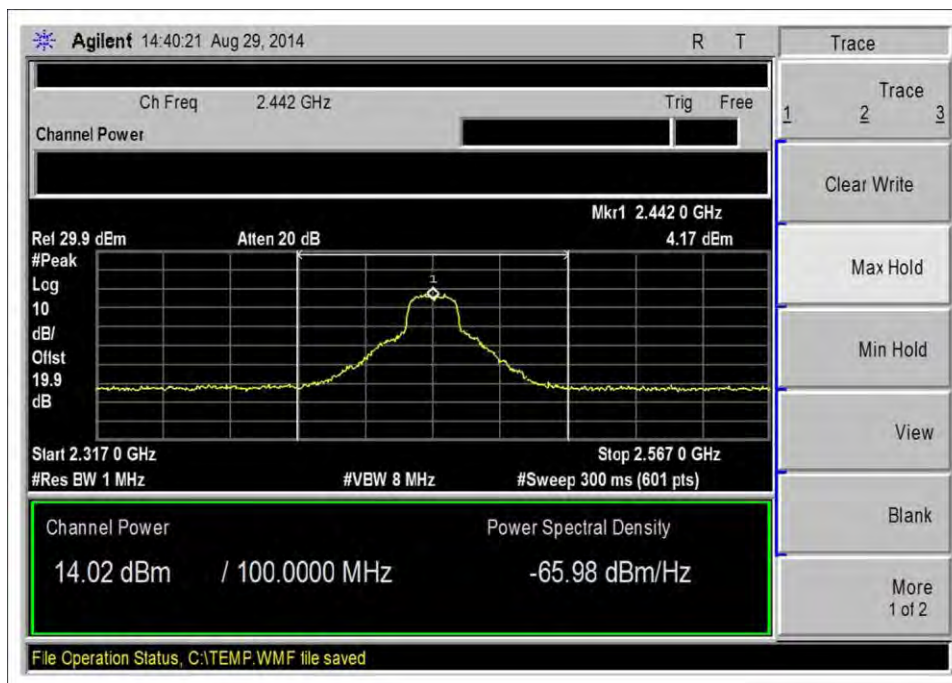 Agilent 14:40:21 Aug 29, 2014 R T
Trace
Ch Freq 2.442 GHz Trig Free
Channel Power
Trace
1 2 3
Clear Write
Max Hold
Min Hold
View
Blank
More
1 of 2
Mkr1 2.442 0 GHz
Ref 29.9 dBm Atten 20 dB 4.17 dBm
#Peak
Log
10
dB/
Offst
19.9
dB
1
Start 2.317 0 GHz Stop 2.567 0 GHz
#Res BW 1 MHz #VBW 8 MHz #Sweep 300 ms (601 pts)
Channel Power Power Spectral Density
14.02 dBm / 100.0000 MHz -65.98 dBm/Hz
File Operation Status, C:\TEMP.WMF file saved